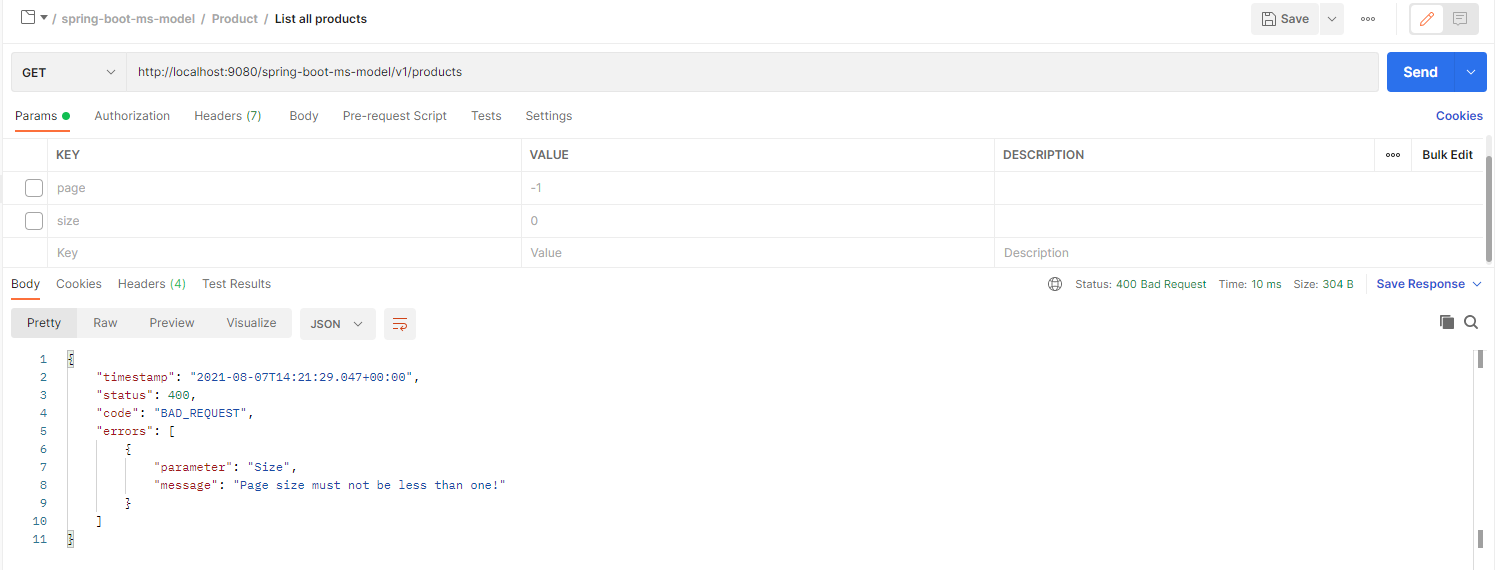 / spring-boot-ms-model / Product / List all products
Save
GET http://localhost:9080/spring-boot-ms-model/v1/products Send
Params Authorization Headers (7) Body Pre-request Script Tests Settings Cookies
KEY VALUE DESCRIPTION Bulk Edit
page -1
size 0
Key Value Description
Body Cookies Headers (4) Test Results Status: 400 Bad Request Time: 10 ms Size: 304 B Save Response
Pretty Raw Preview Visualize JSON
1 {
2 "timestamp": "2021-08-07T14:21:29.047+00:00",
3 "status": 400,
4 "code": "BAD_REQUEST",
5 "errors": [
6 {
7 "parameter": "Size",
8 "message": "Page size must not be less than one!"
9 }
10 ]
11 }